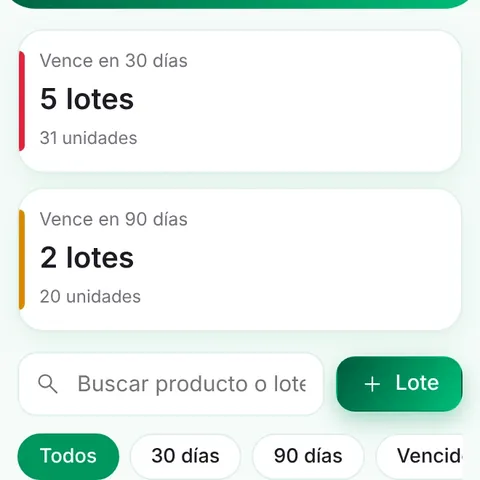 Vence en 30 días
5 lotes
31 unidades
Vence en 90 días
2 lotes
20 unidades
Buscar producto o lote
+ Lote
Todos
30 días
90 días
Vencid